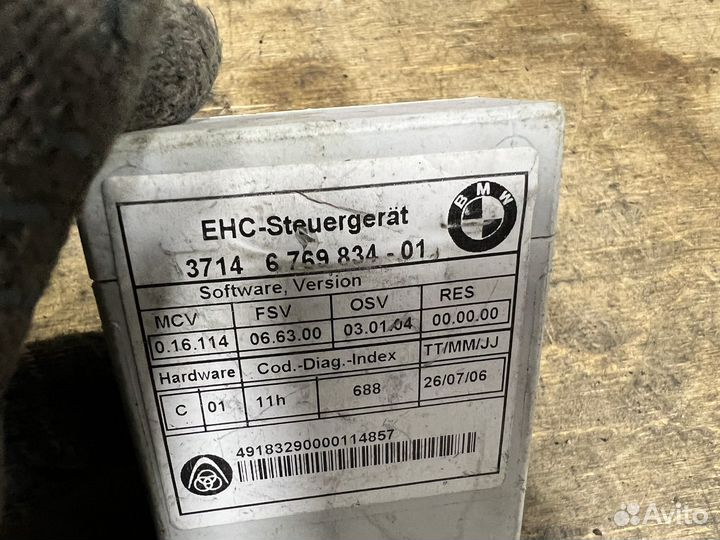 BMW
EHC-Steuergerät
3714 6 769 834 - 01
Software, Version
MCV FSV OSV RES
0.16.114 06.63.00 03.01.04 00.00.00
Hardware Cod.-Diag.-Index TT/MM/JJ
C 01 11h 688 26/07/06
49183290000114857
Avito